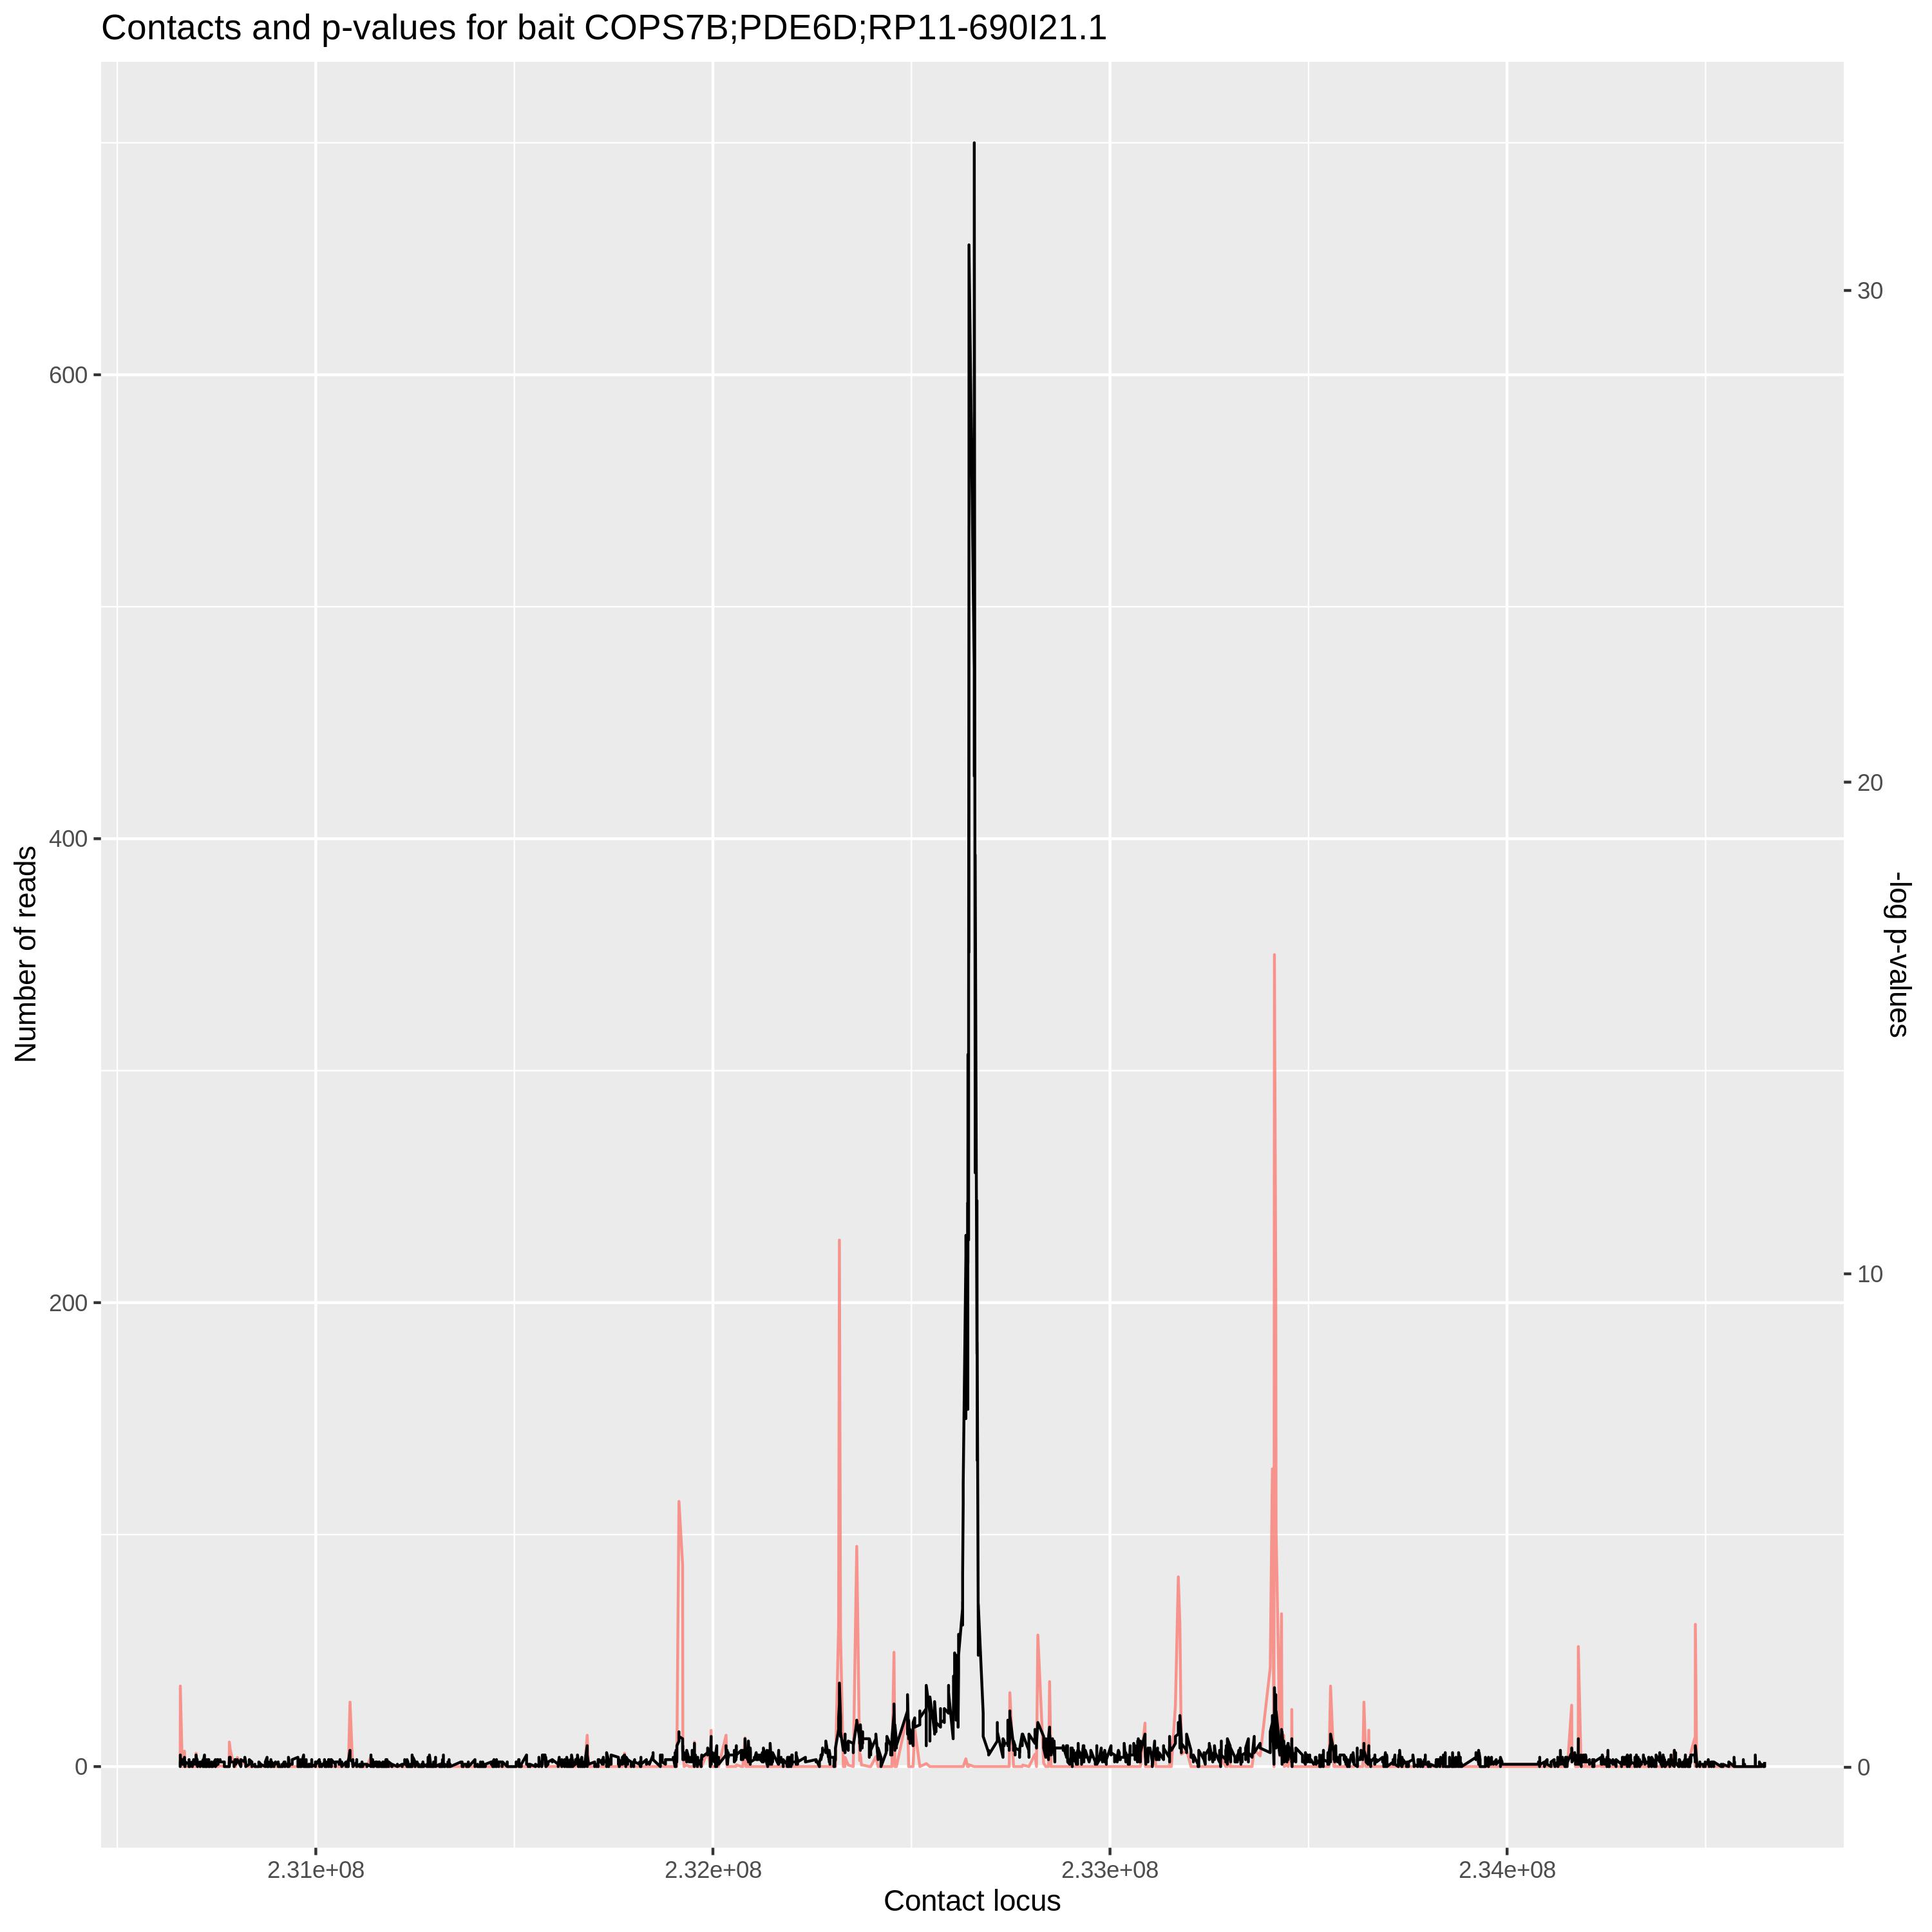 Contacts and p-values for bait COPS7B;PDE6D;RP11-690I21.1
600
400
200
0
Number of reads
30
20
10
0
-log p-values
2.31e+08
2.32e+08
2.33e+08
2.34e+08
Contact locus